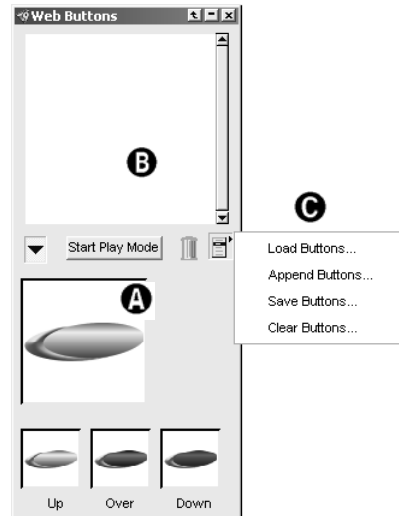 Web Buttons
B
C
Start Play Mode
Load Buttons...
Append Buttons...
Save Buttons...
Clear Buttons...
A
Up Over Down